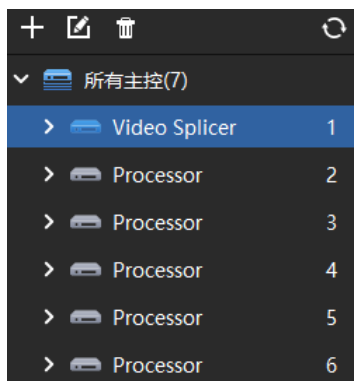 所有主控(7)
Video Splicer 1
Processor 2
Processor 3
Processor 4
Processor 5
Processor 6